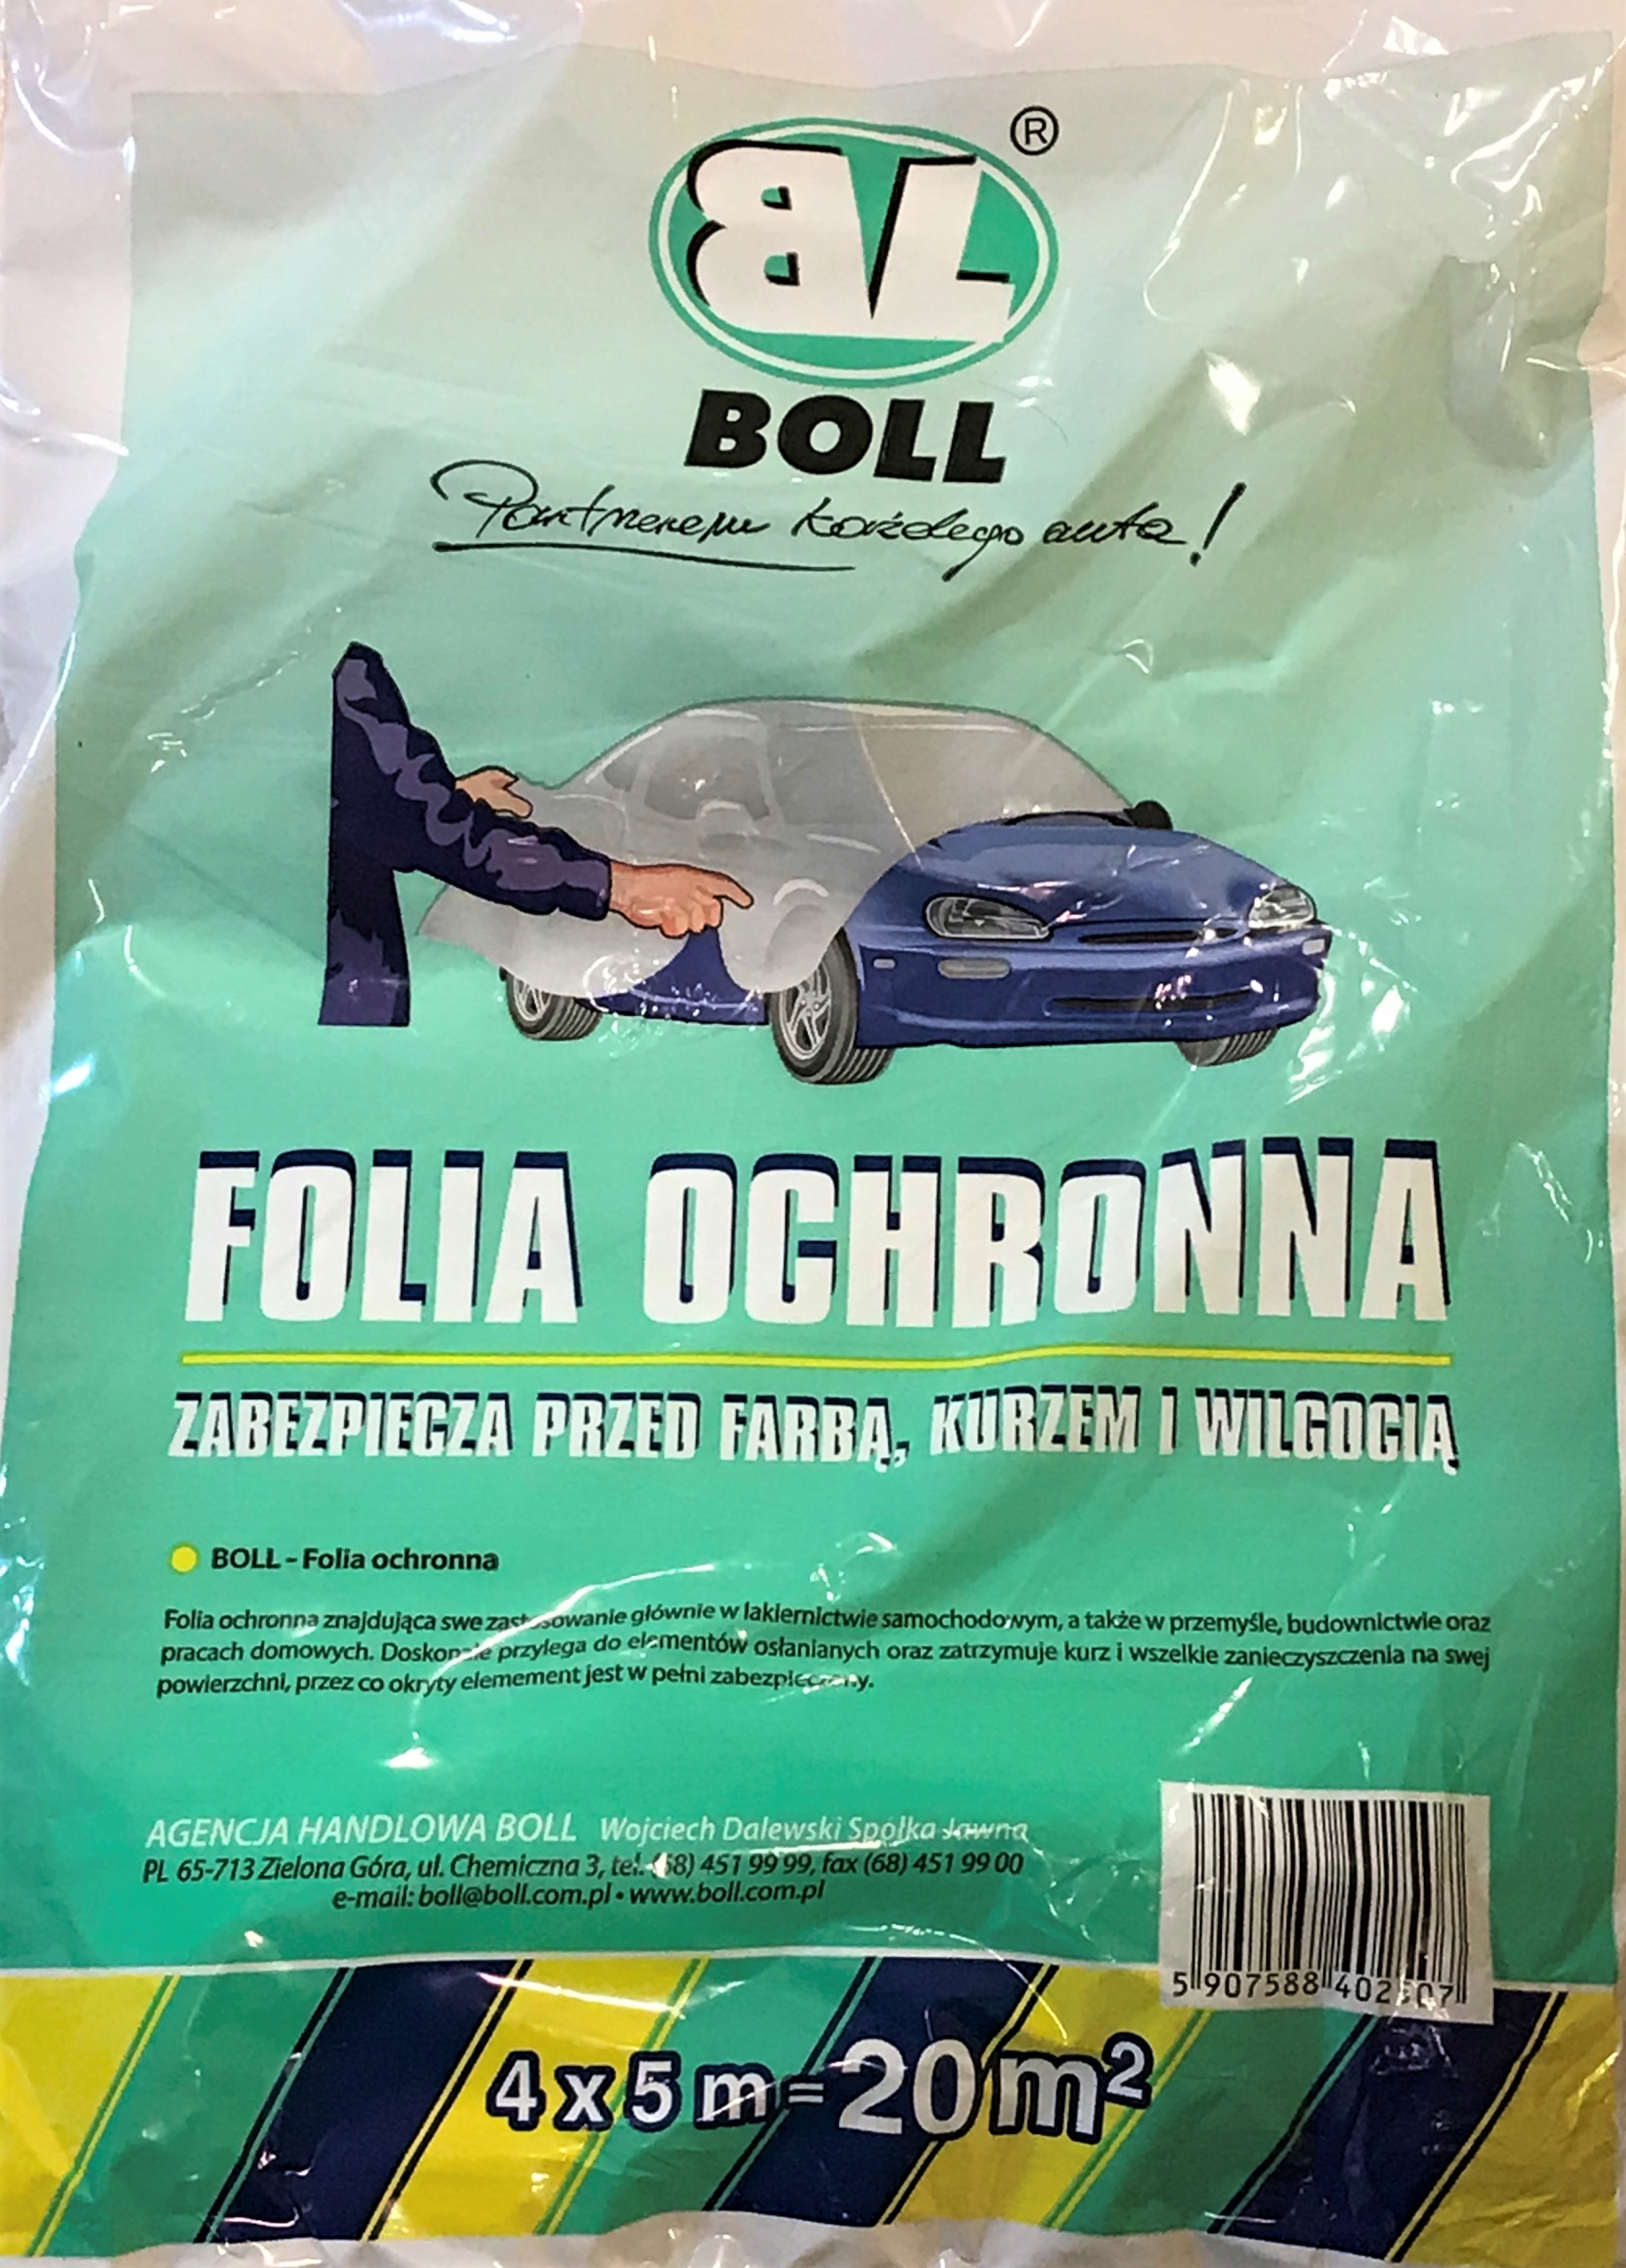 BL ®
BOLL
Partnerem każdego auta!
FOLIA OCHRONNA
ZABEZPIECZA PRZED FARBĄ, KURZEM I WILGOCIĄ
BOLL - Folia ochronna
Folia ochronna znajdująca swe zastosowanie głównie w lakiernictwie samochodowym, a także w przemyśle, budownictwie oraz
pracach domowych. Doskonale przylega do elementów osłanianych oraz zatrzymuje kurz i wszelkie zanieczyszczenia na swej
powierzchni, przez co okryty elemement jest w pełni zabezpieczony.
AGENCJA HANDLOWA BOLL Wojciech Dalewski Spółka Jawna
PL 65-713 Zielona Góra, ul. Chemiczna 3, tel. (68) 451 99 99, fax (68) 451 99 00
e-mail: boll@boll.com.pl • www.boll.com.pl
5 907588
4 x 5 m = 20 m²